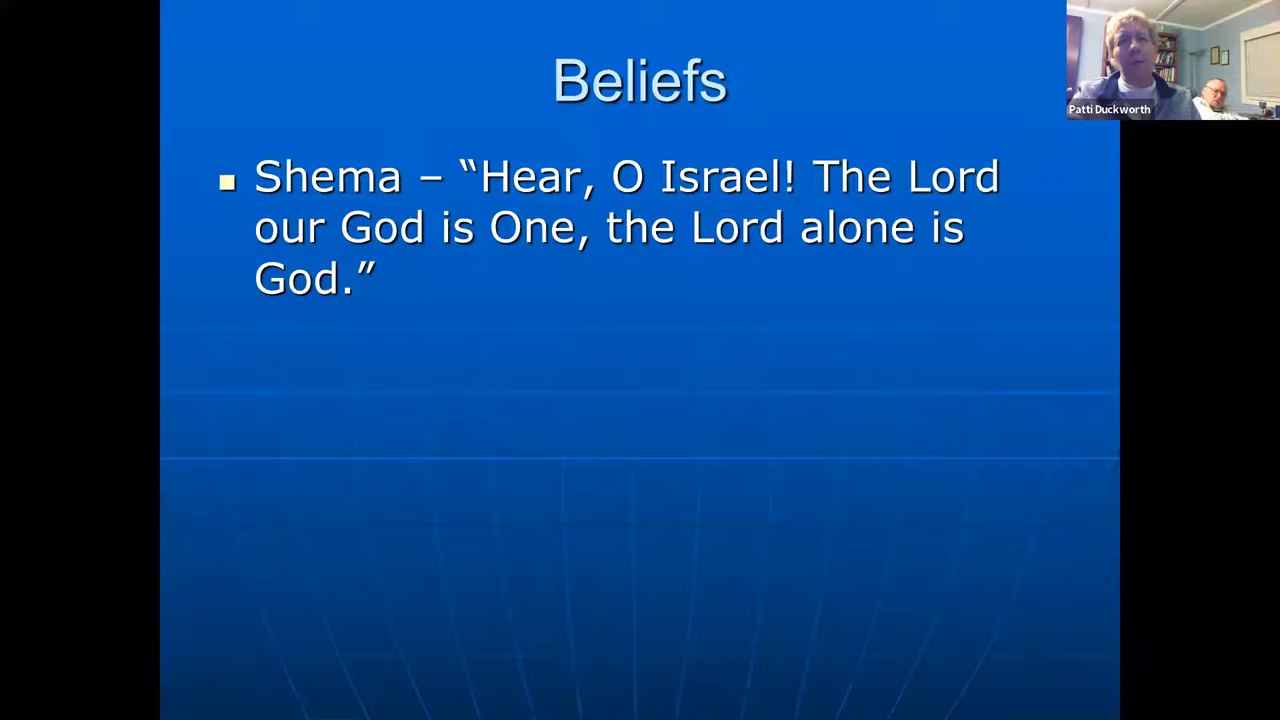 Beliefs
Shema – “Hear, O Israel! The Lord
our God is One, the Lord alone is
God.”
Patti Duckworth